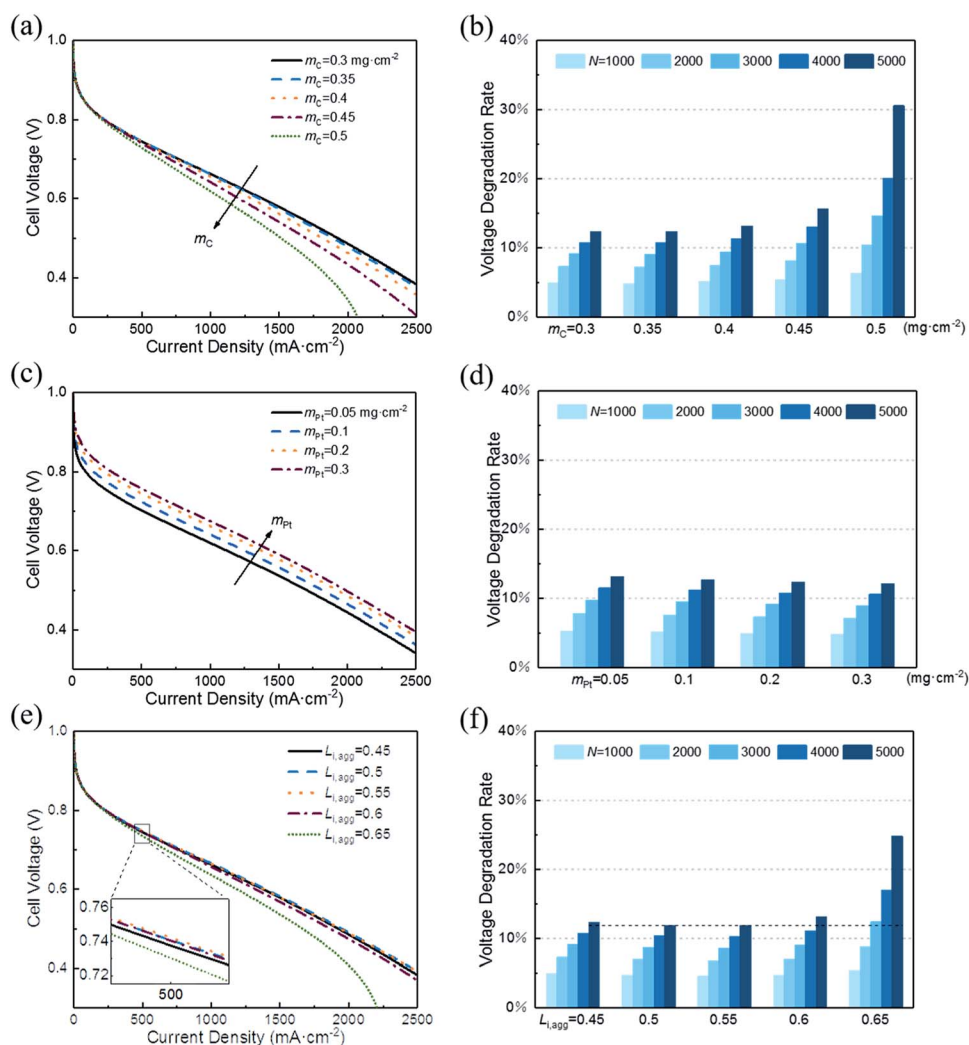 (a)
1.0
0.8
0.6
0.4
Cell Voltage (V)
m_C=0.3 mg·cm⁻²
m_C=0.35
m_C=0.4
m_C=0.45
m_C=0.5
m_C
0 500 1000 1500 2000 2500
Current Density (mA·cm⁻²)
(b)
40%
30%
20%
10%
0%
Voltage Degradation Rate
N=1000 2000 3000 4000 5000
m_C=0.3 0.35 0.4 0.45 0.5 (mg·cm⁻²)
(c)
1.0
0.8
0.6
0.4
Cell Voltage (V)
m_Pt=0.05 mg·cm⁻²
m_Pt=0.1
m_Pt=0.2
m_Pt=0.3
m_Pt
0 500 1000 1500 2000 2500
Current Density (mA·cm⁻²)
(d)
40%
30%
20%
10%
0%
Voltage Degradation Rate
N=1000 2000 3000 4000 5000
m_Pt=0.05 0.1 0.2 0.3 (mg·cm⁻²)
(e)
1.0
0.8
0.6
0.4
Cell Voltage (V)
L_i,agg=0.45
L_i,agg=0.5
L_i,agg=0.55
L_i,agg=0.6
L_i,agg=0.65
0.76
0.74
0.72
500
0 500 1000 1500 2000 2500
Current Density (mA·cm⁻²)
(f)
40%
30%
20%
10%
0%
Voltage Degradation Rate
N=1000 2000 3000 4000 5000
L_i,agg=0.45 0.5 0.55 0.6 0.65